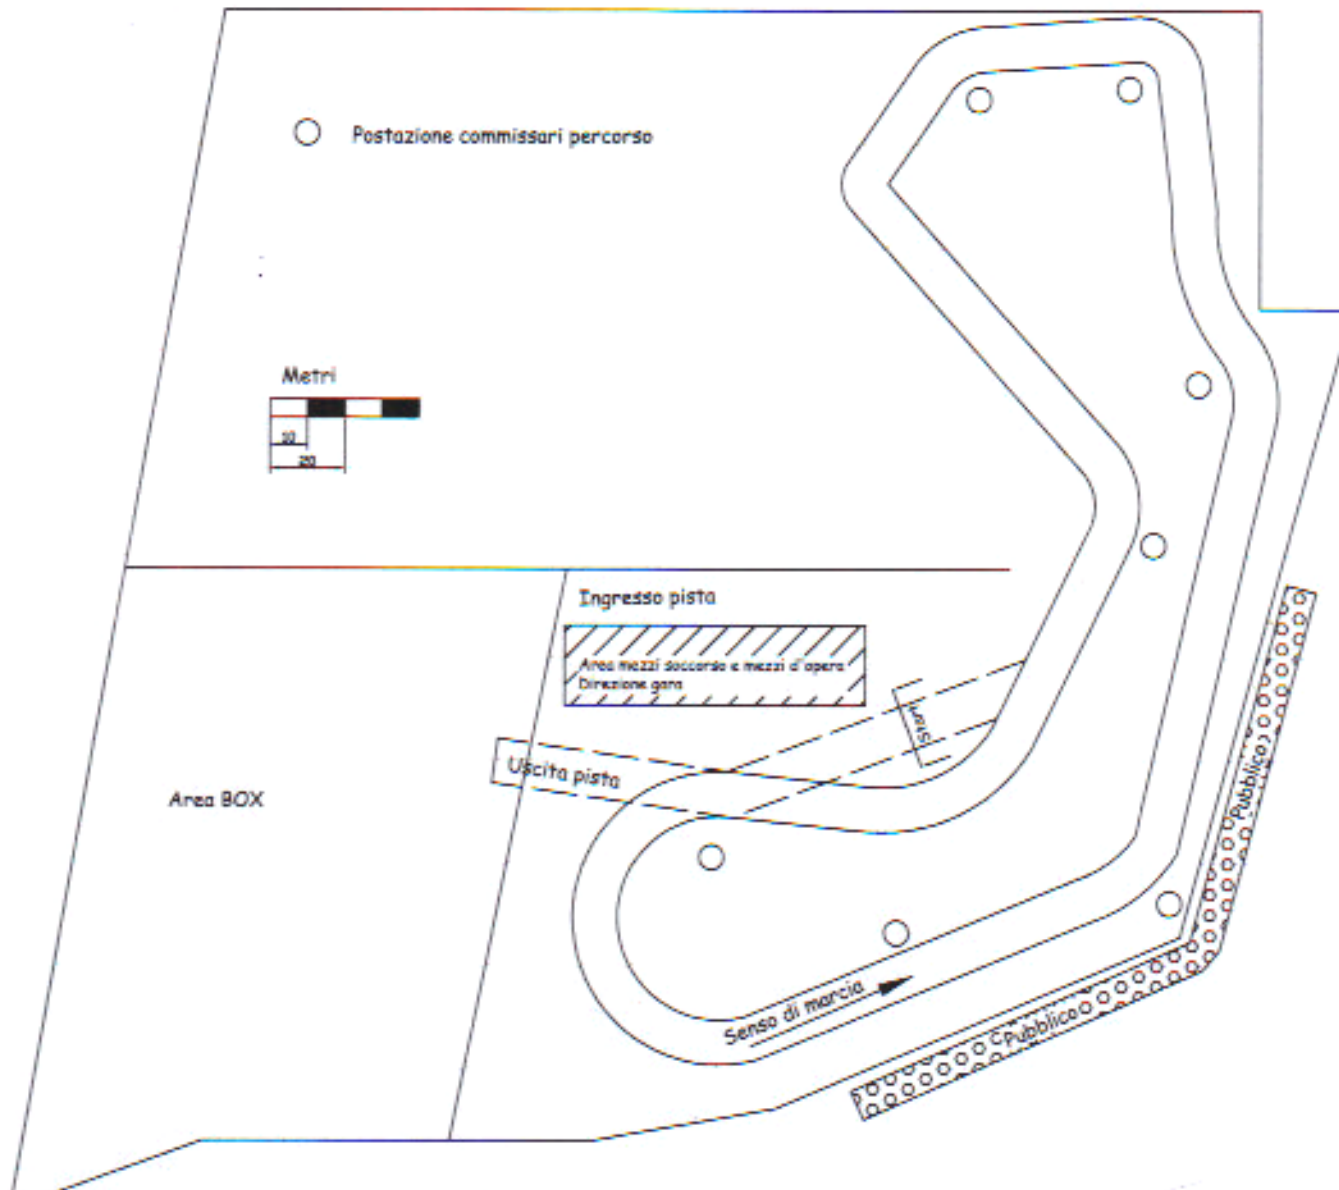 Postazione commissari percorso
Metri
10
20
Ingresso pista
Area mezzi soccorso e mezzi d'opera
Direzione gara
Start
Uscita pista
Area BOX
Pubblico
Senso di marcia
Pubblico